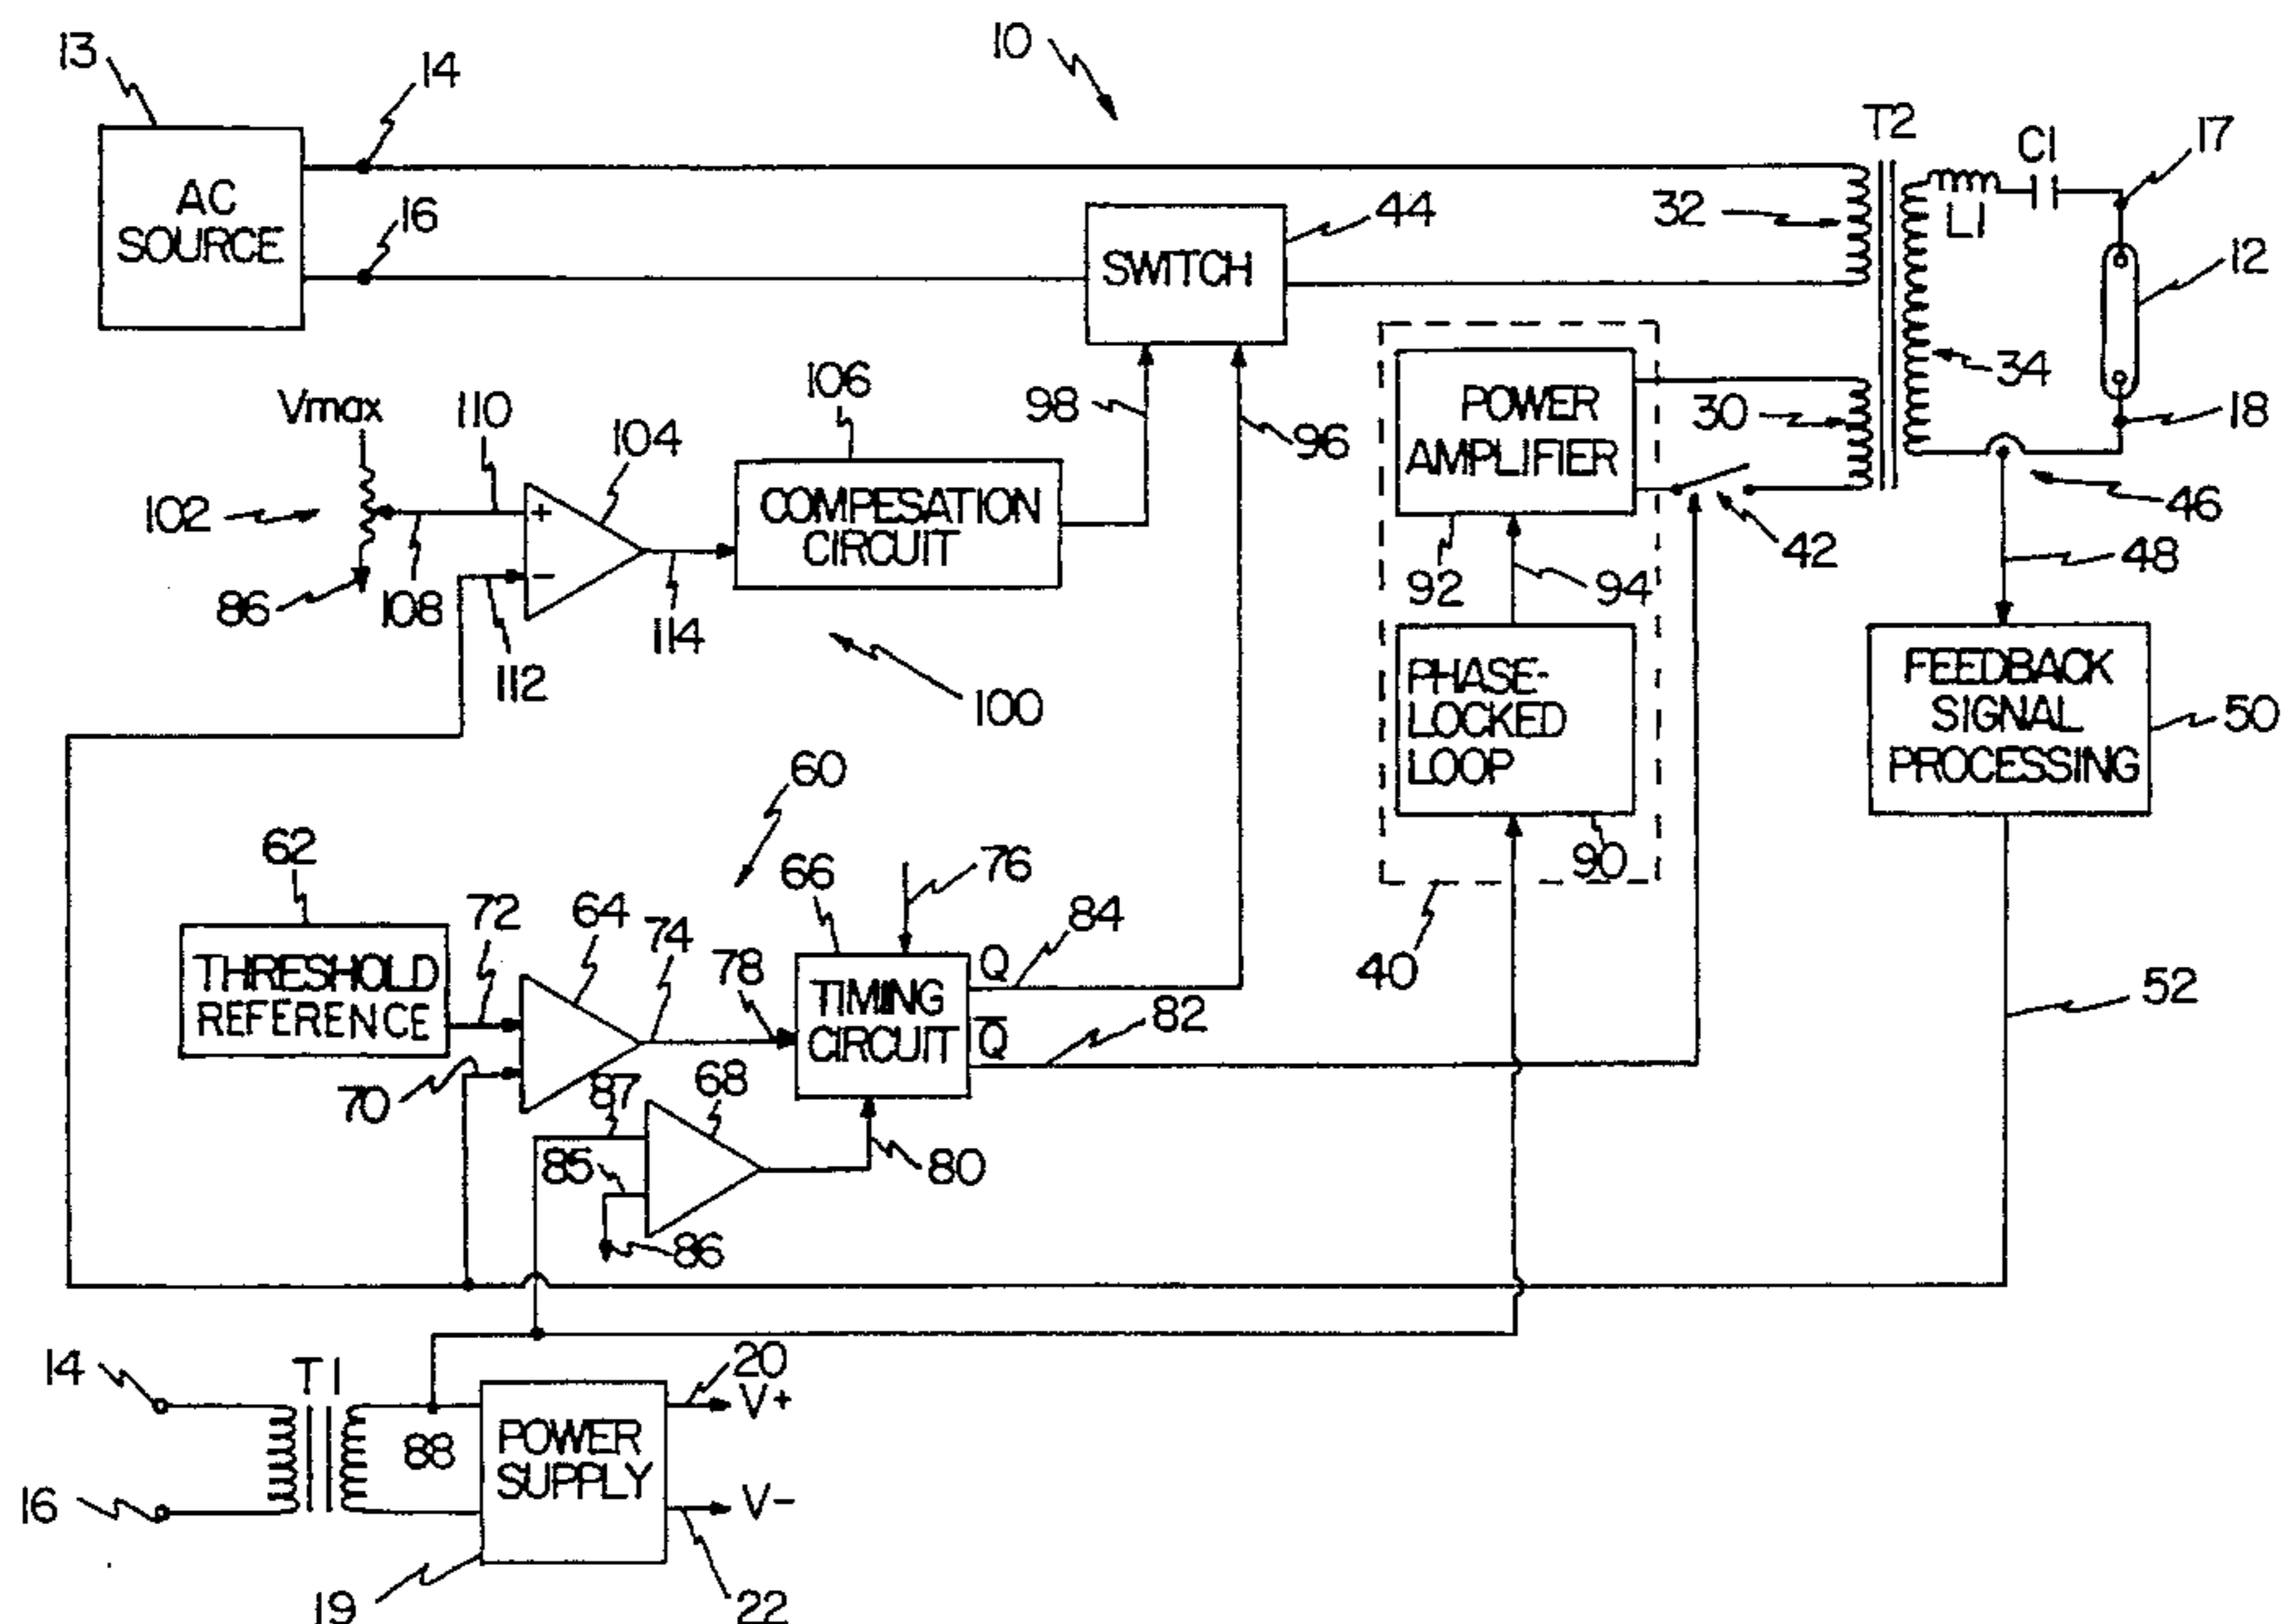 10
13
14
AC
SOURCE
16
T2
C1
17
L1
32
44
SWITCH
12
34
18
30
POWER
AMPLIFIER
Vmax
110
104
106
98
96
102
+
-
COMPESATION
CIRCUIT
86
108
112
114
100
92
94
42
46
48
PHASE-
LOCKED
LOOP
90
40
FEEDBACK
SIGNAL
PROCESSING
50
60
62
THRESHOLD
REFERENCE
72
64
74
78
66
76
TIMING
CIRCUIT
Q
84
Q̅
82
52
70
87
68
85
80
86
14
T1
16
88
POWER
SUPPLY
20
V+
V-
19
22